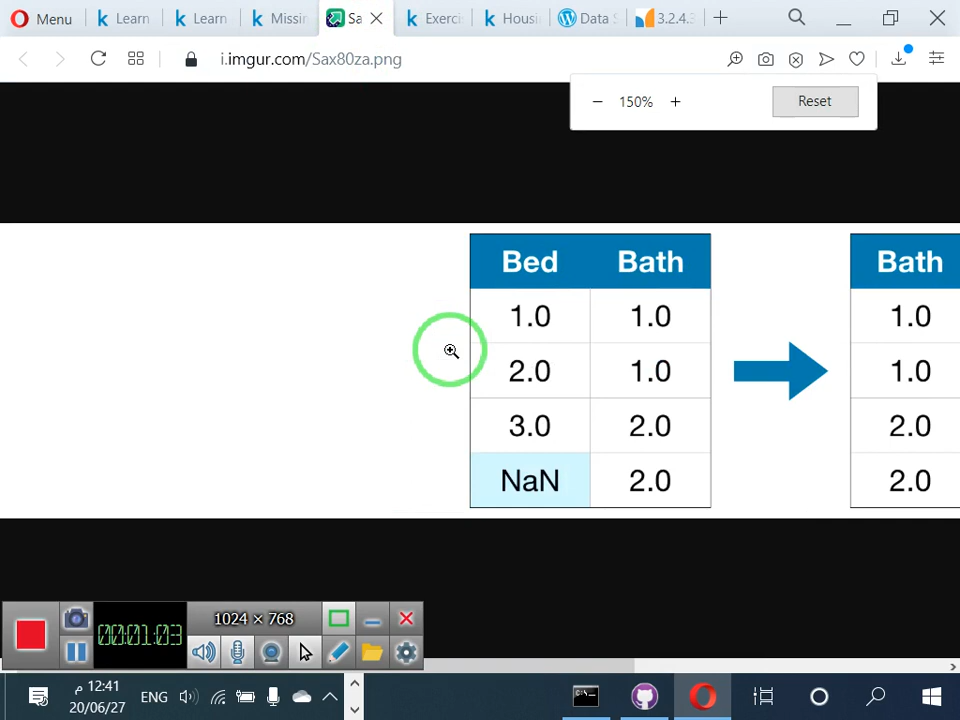 Menu
Learn
Learn
Missin
Sa
Exerci
Housi
Data S
3.2.4.3
i.imgur.com/Sax80za.png
150%
Reset
Bed Bath
1.0 1.0
2.0 1.0
3.0 2.0
NaN 2.0
Bath
1.0
1.0
2.0
2.0
1024 × 768
00:01:03
12:41 م
ENG
20/06/27